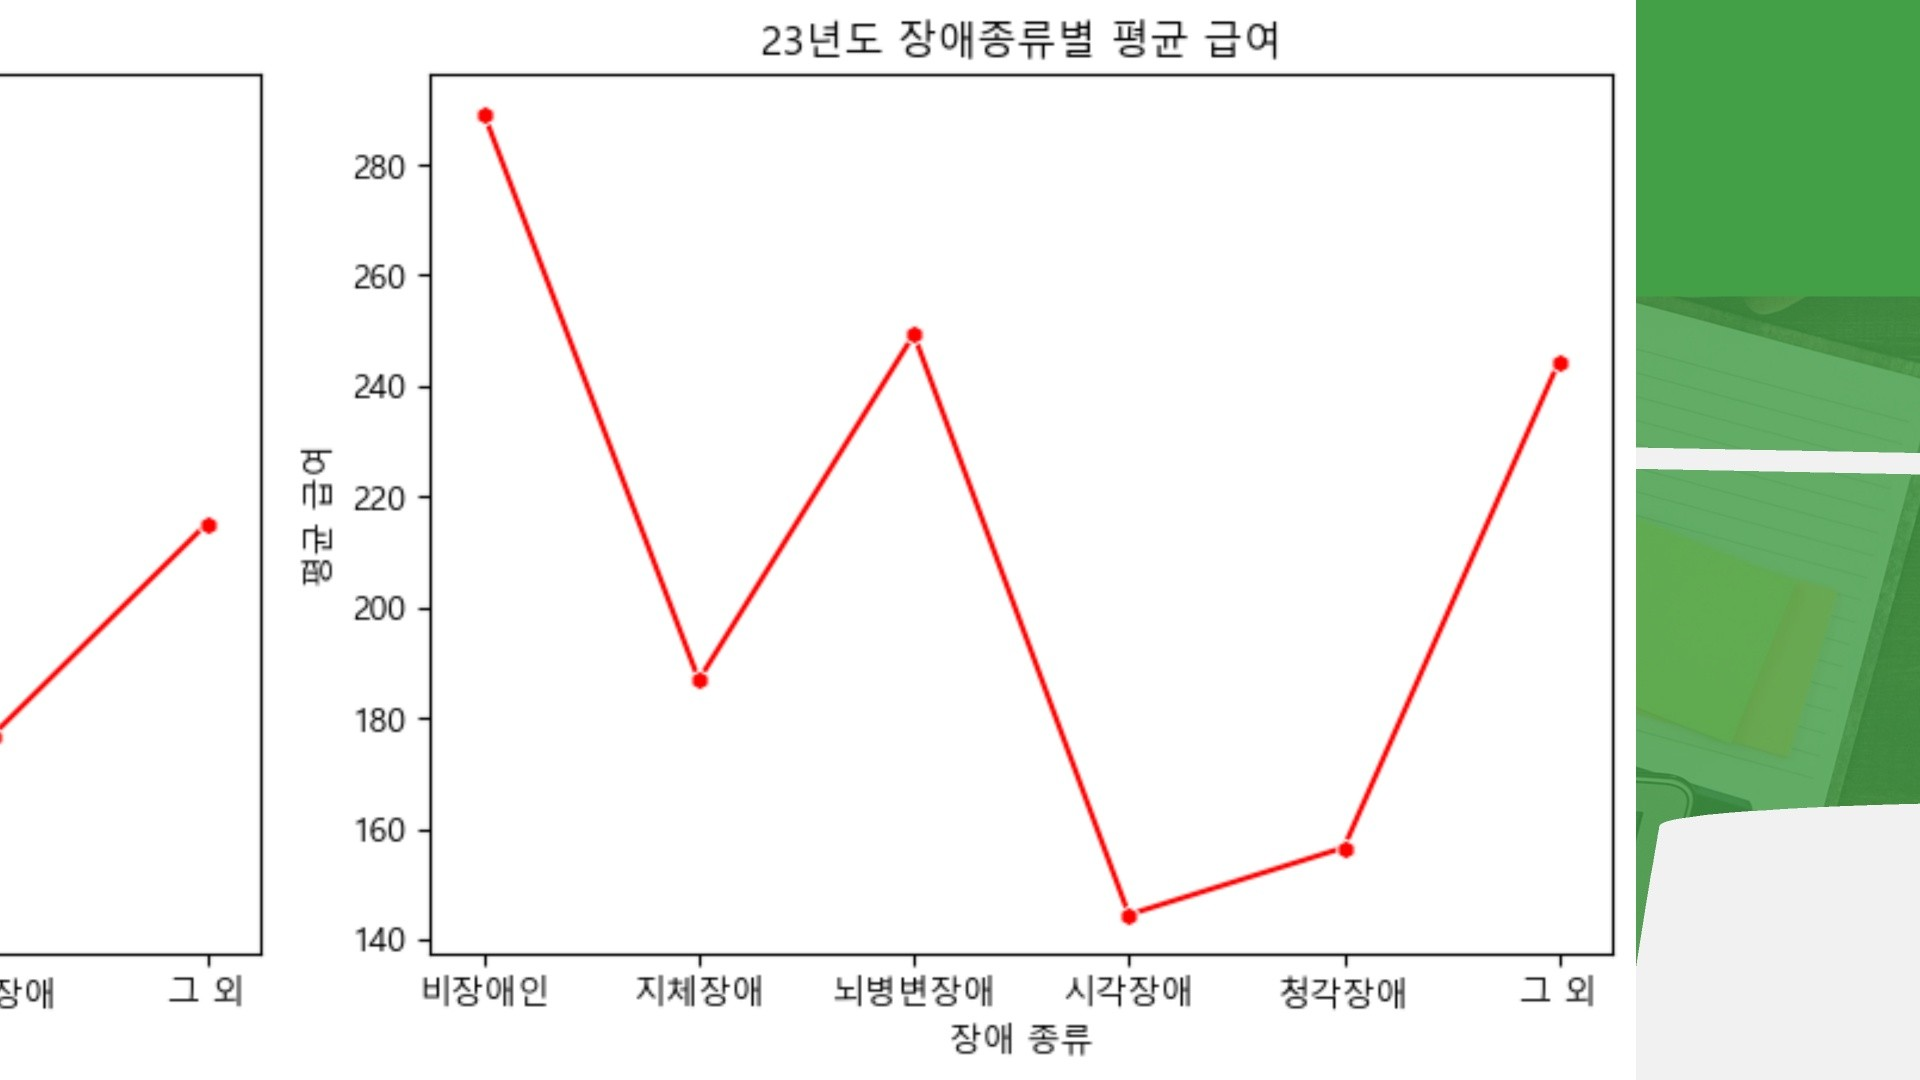 23년도 장애종류별 평균 급여
280
260
240
220
200
180
160
140
평균 급여
장애
그 외
비장애인
지체장애
뇌병변장애
시각장애
청각장애
그 외
장애 종류